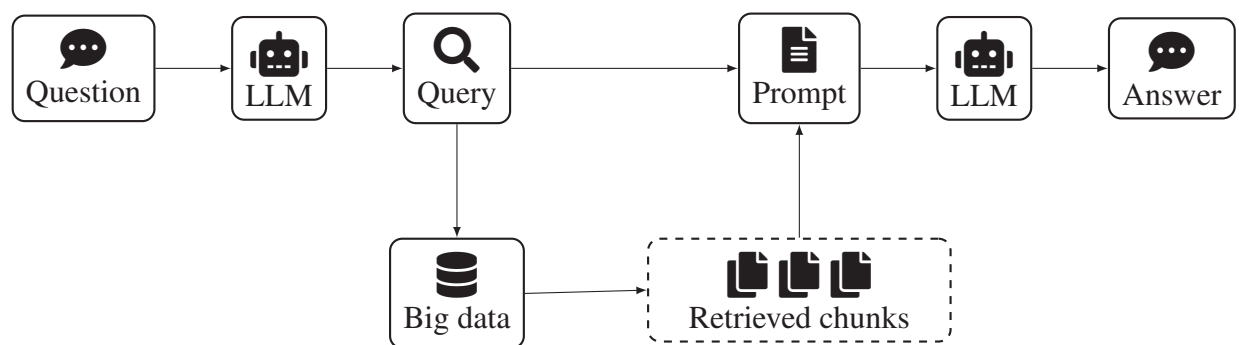 Question
LLM
Query
Prompt
LLM
Answer
Big data
Retrieved chunks